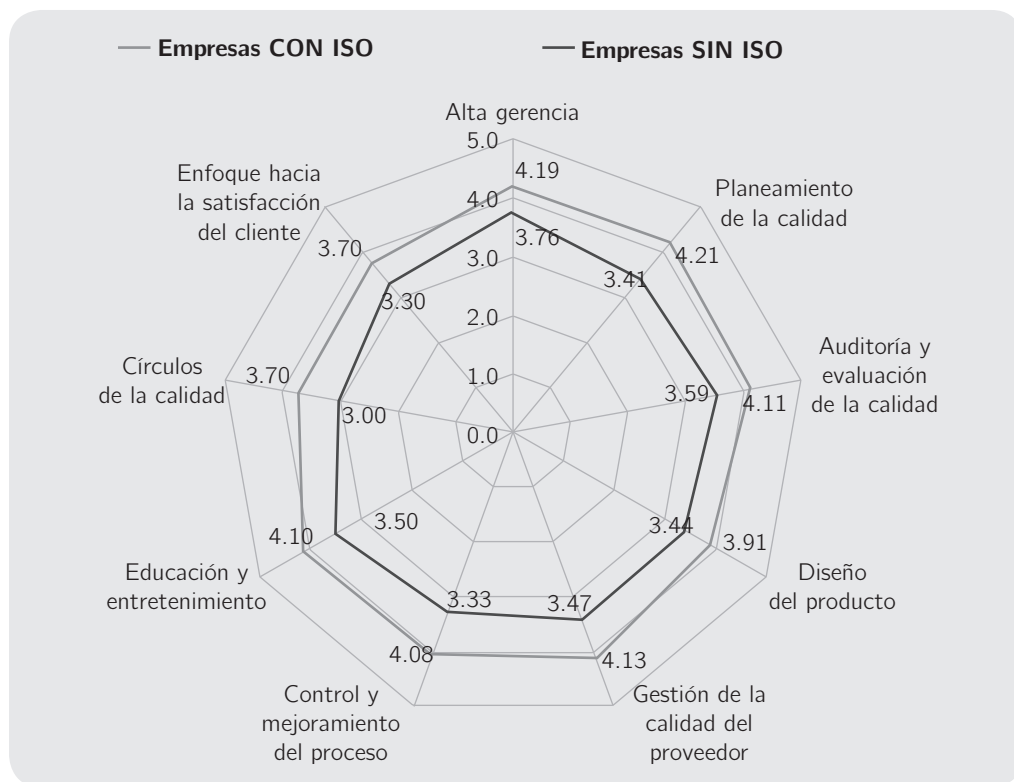 Empresas CON ISO
Empresas SIN ISO
Alta gerencia
5.0
4.19
Enfoque hacia
la satisfacción
del cliente
Planeamiento
de la calidad
4.0
3.70
3.76
4.21
3.0
3.41
3.30
2.0
Círculos
de la calidad
3.70
1.0
Auditoría y
evaluación
de la calidad
3.00
3.59
4.11
0.0
4.10
3.50
3.44
3.91
Educación y
entretenimiento
Diseño
del producto
3.33
3.47
4.08
4.13
Control y
mejoramiento
del proceso
Gestión de la
calidad del
proveedor